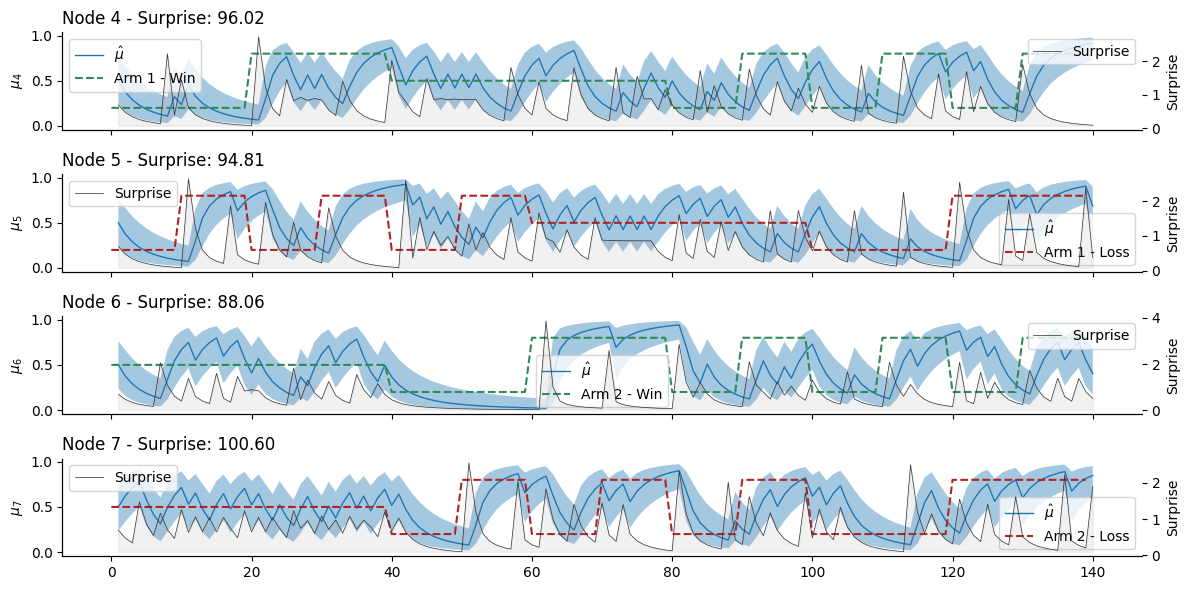 Node 4 - Surprise: 96.02
1.0
0.5
0.0
μ₄
μ̂
Arm 1 - Win
Surprise
2
1
0
Surprise
Node 5 - Surprise: 94.81
1.0
0.5
0.0
μ₅
Surprise
μ̂
Arm 1 - Loss
2
1
0
Surprise
Node 6 - Surprise: 88.06
1.0
0.5
0.0
μ₆
μ̂
Arm 2 - Win
Surprise
4
2
0
Surprise
Node 7 - Surprise: 100.60
1.0
0.5
0.0
μ₇
Surprise
μ̂
Arm 2 - Loss
2
1
0
Surprise
0 20 40 60 80 100 120 140